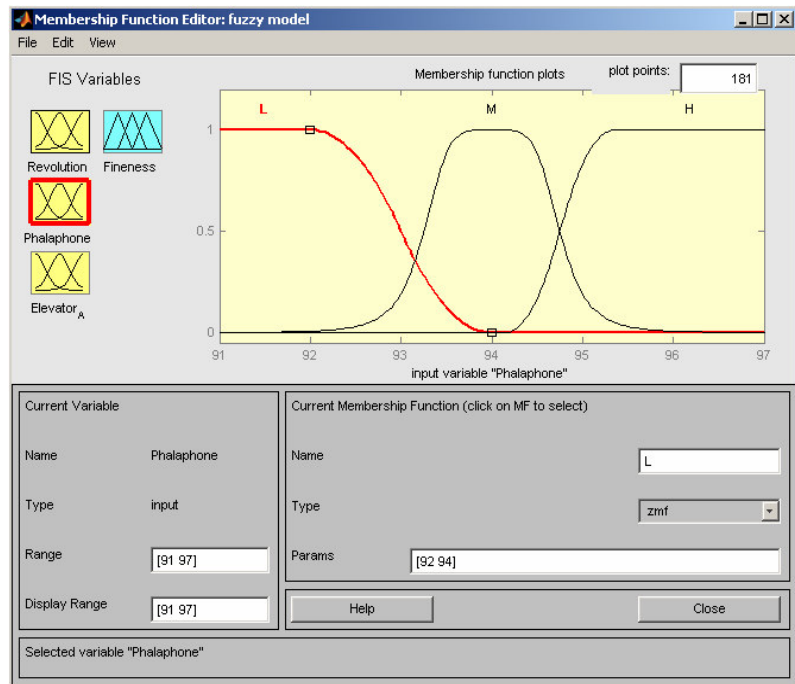 Membership Function Editor: fuzzy model
File Edit View
FIS Variables
Revolution
Fineness
Phalaphone
Elevator_A
Membership function plots
plot points:
181
L M H
1
0.5
0
91 92 93 94 95 96 97
input variable "Phalaphone"
Current Variable
Name Phalaphone
Type input
Range [91 97]
Display Range [91 97]
Current Membership Function (click on MF to select)
Name L
Type zmf
Params [92 94]
Help Close
Selected variable "Phalaphone"